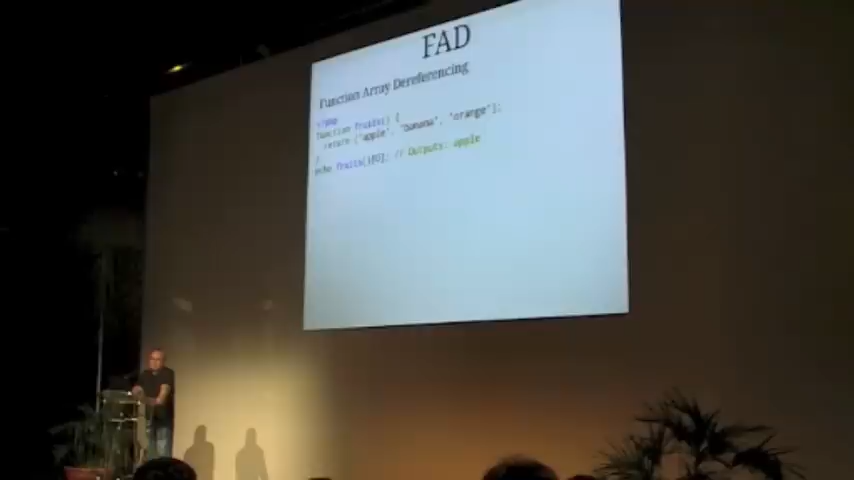 FAD
Function Array Dereferencing
<?php
function fruits() {
return ["apple", "banana", "orange"];
}
echo fruits()[0]; // Outputs: apple